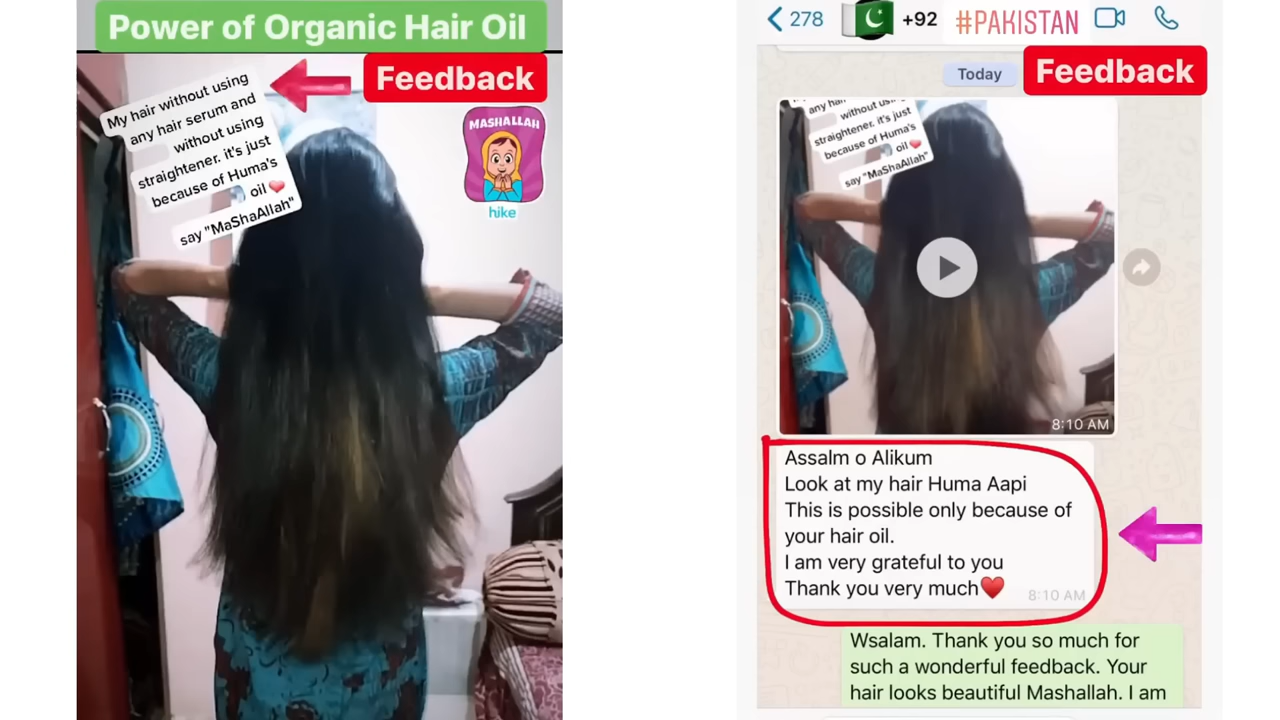 Power of Organic Hair Oil
Feedback
My hair without using
any hair serum and
without using
straightener. it's just
because of Huma's
oil ❤
say "MaShaAllah"
MASHALLAH
hike
278
+92
#PAKISTAN
Feedback
Today
any hair
without usi
straightener. it's just
because of Huma's
oil ❤
say "MaShaAllah"
8:10 AM
Assalm o Alikum
Look at my hair Huma Aapi
This is possible only because of
your hair oil.
I am very grateful to you
Thank you very much♥
8:10 AM
Wsalam. Thank you so much for
such a wonderful feedback. Your
hair looks beautiful Mashallah. I am